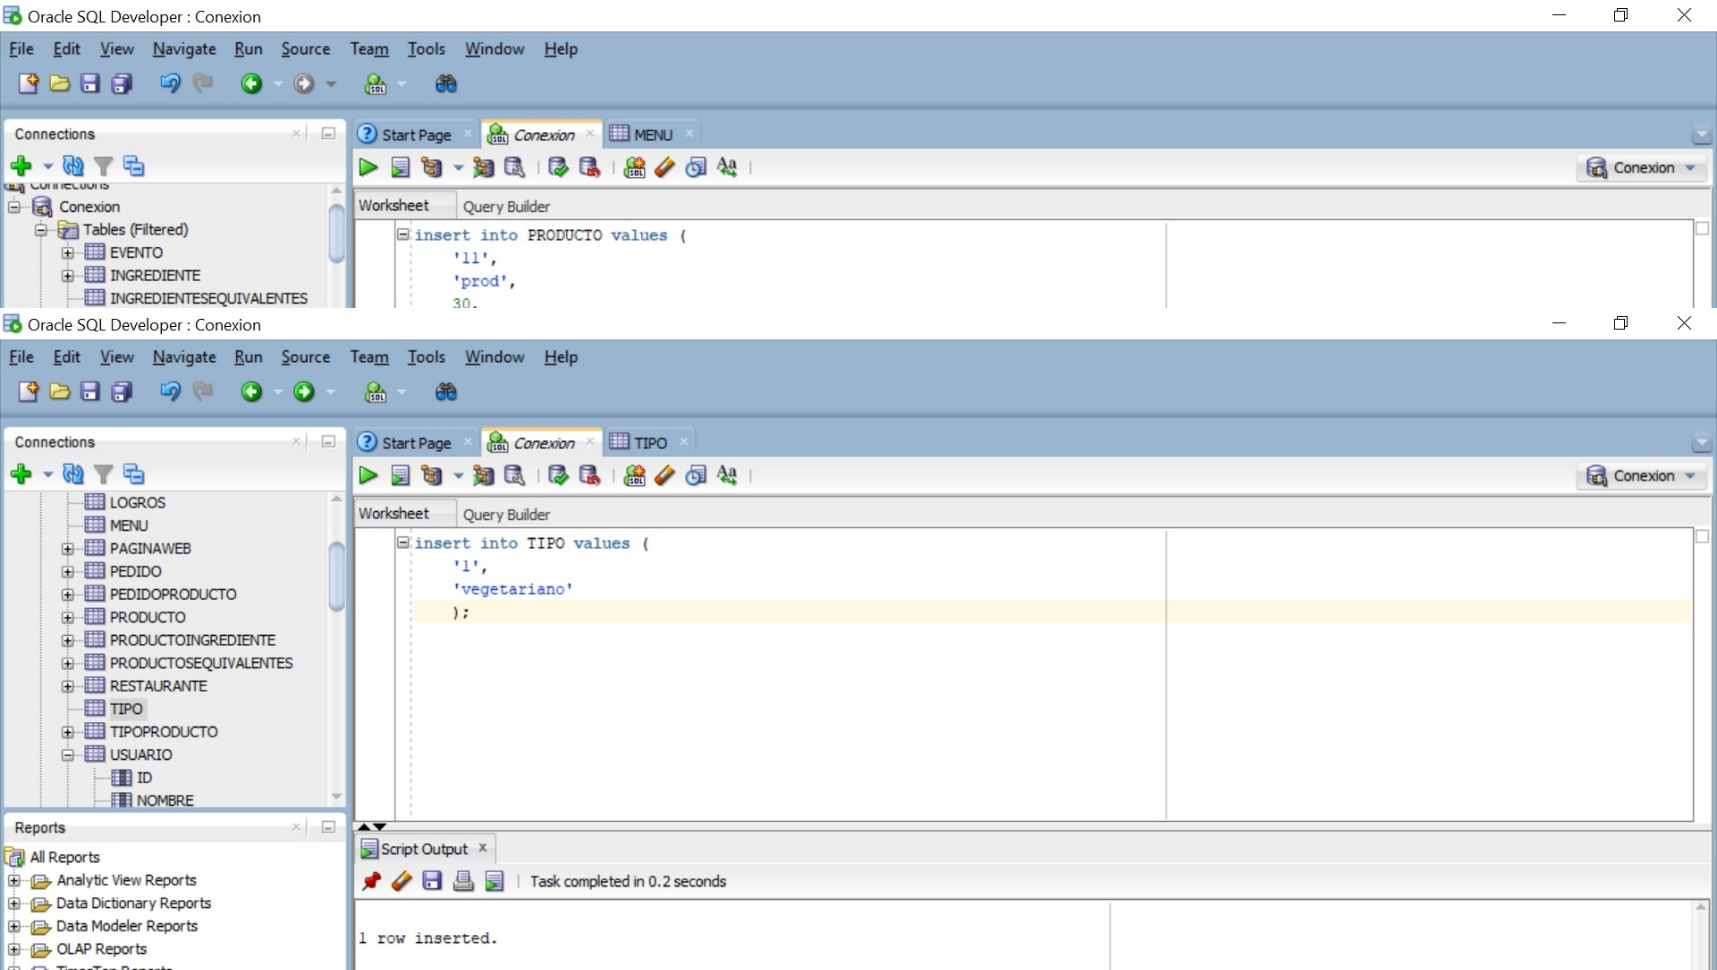 Oracle SQL Developer : Conexion
File Edit View Navigate Run Source Team Tools Window Help
Connections
Start Page
Conexion
MENU
Conexion
Connections
Worksheet
Query Builder
Conexion
Tables (Filtered)
EVENTO
INGREDIENTE
INGREDIENTESEQUIVALENTES
insert into PRODUCTO values (
'11',
'prod',
30,
Oracle SQL Developer : Conexion
File Edit View Navigate Run Source Team Tools Window Help
Connections
Start Page
Conexion
TIPO
Conexion
Worksheet
Query Builder
LOGROS
MENU
PAGINAWEB
PEDIDO
PEDIDOPRODUCTO
PRODUCTO
PRODUCTOINGREDIENTE
PRODUCTOSEQUIVALENTES
RESTAURANTE
TIPO
TIPOPRODUCTO
USUARIO
ID
NOMBRE
insert into TIPO values (
'1',
'vegetariano'
);
Reports
All Reports
Analytic View Reports
Data Dictionary Reports
Data Modeler Reports
OLAP Reports
Script Output
Task completed in 0.2 seconds
1 row inserted.